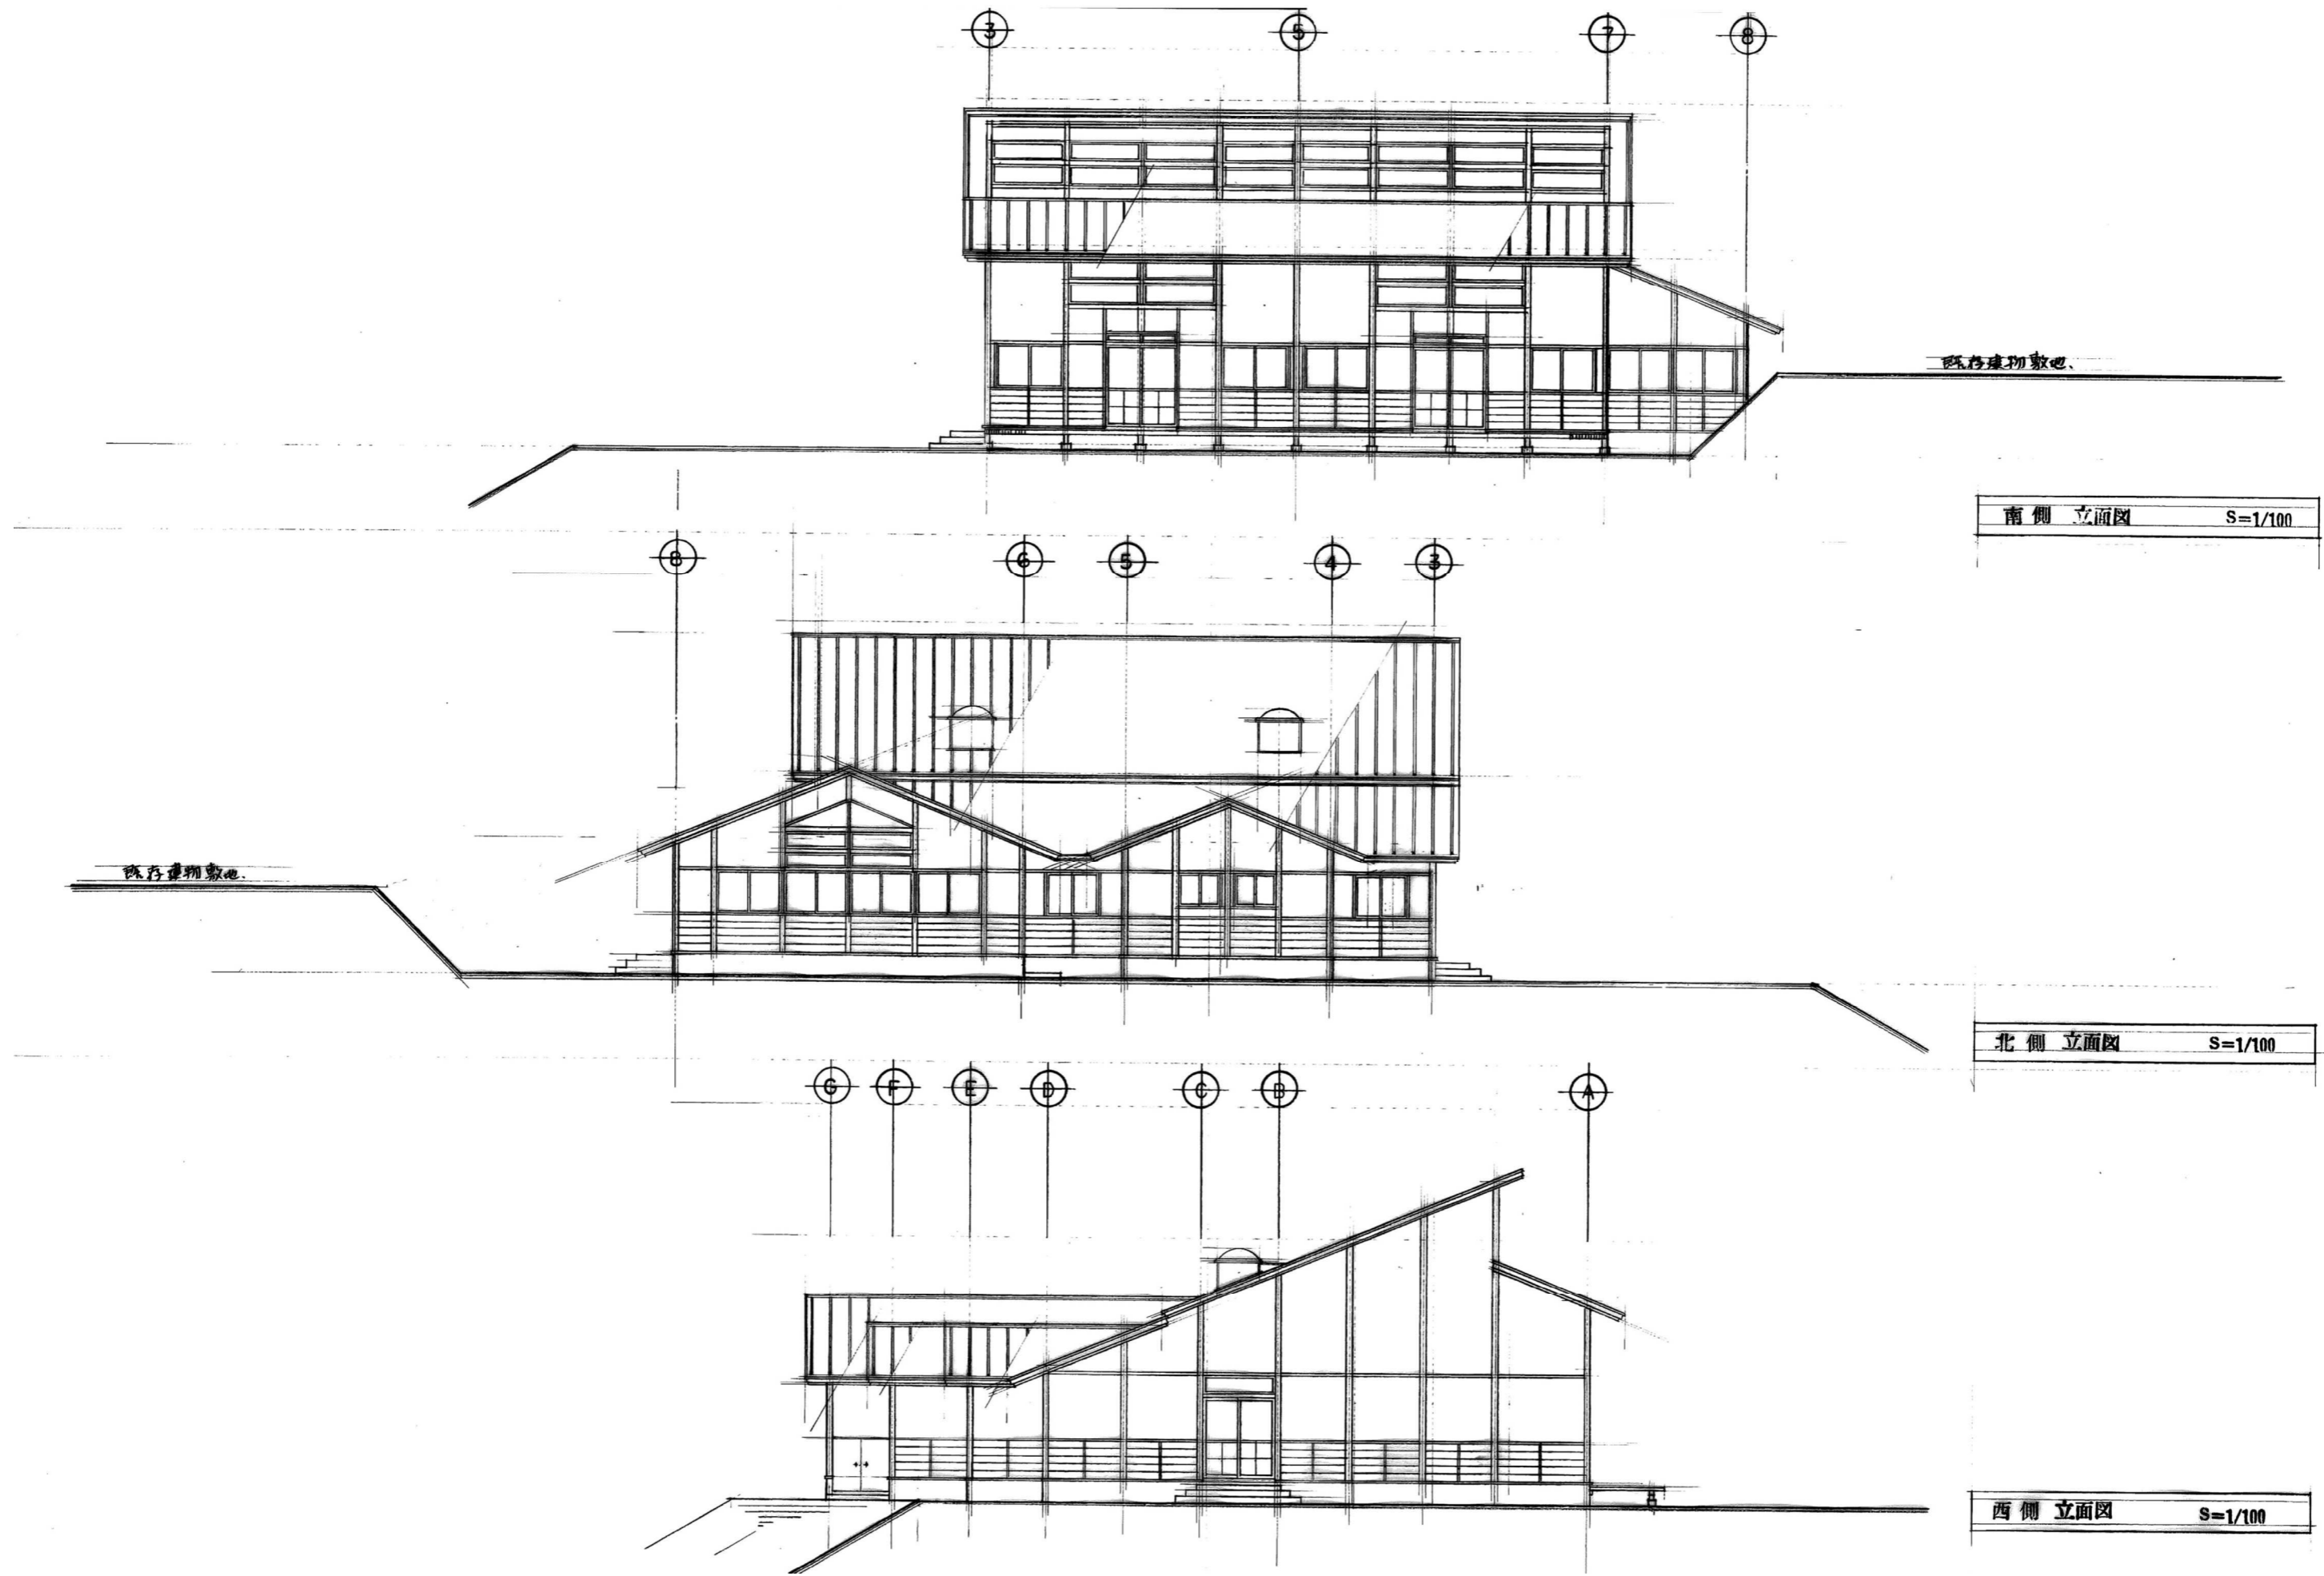 3 5 7 8
既存建物敷地.
南側 立面図 S=1/100
8 6 5 4 3
既存建物敷地.
北側 立面図 S=1/100
G F E D C B A
西側 立面図 S=1/100